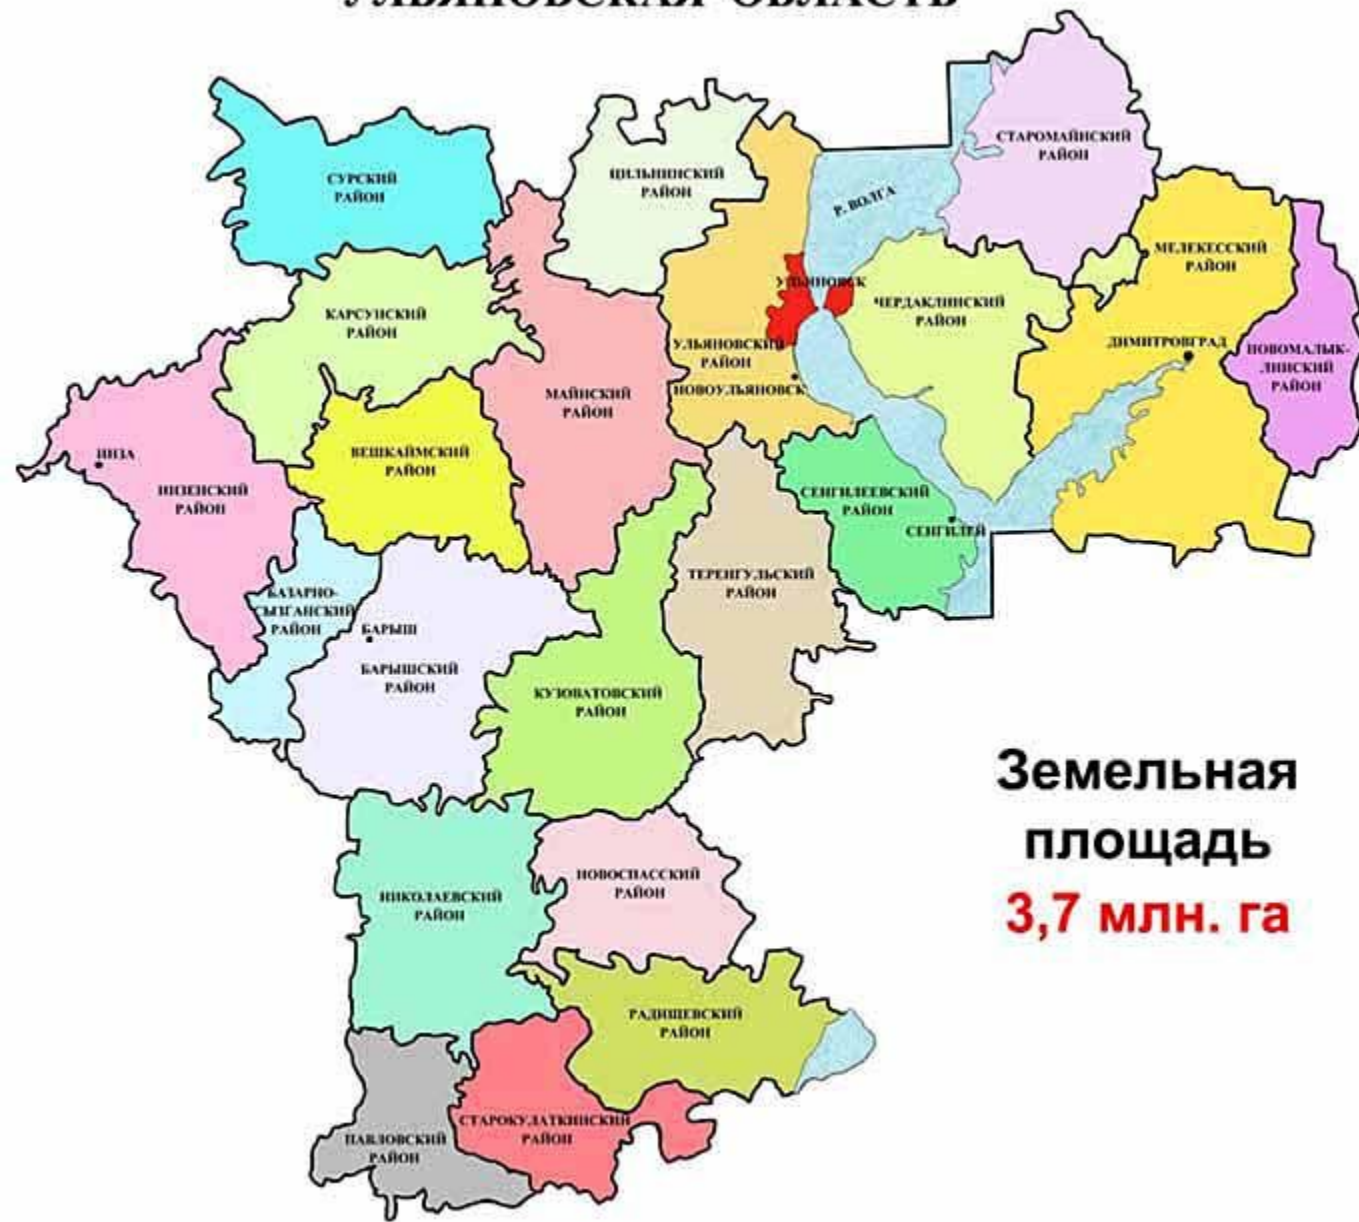 УЛЬЯНОВСКАЯ ОБЛАСТЬ
СТАРОМАЙНСКИЙ
РАЙОН
СУРСКИЙ
РАЙОН
ЦИЛЬНИНСКИЙ
РАЙОН
Р. ВОЛГА
МЕЛЕКЕССКИЙ
РАЙОН
УЛЬЯНОВСК
ЧЕРДАКЛИНСКИЙ
РАЙОН
КАРСУНСКИЙ
РАЙОН
УЛЬЯНОВСКИЙ
РАЙОН
ДИМИТРОВГРАД
НОВОМАЛЫК-
ЛИНСКИЙ
РАЙОН
НОВОУЛЬЯНОВСК
МАЙНСКИЙ
РАЙОН
ИНЗА
ВЕШКАЙМСКИЙ
РАЙОН
ИНЗЕНСКИЙ
РАЙОН
СЕНГИЛЕЕВСКИЙ
РАЙОН
СЕНГИЛЕЙ
ТЕРЕНГУЛЬСКИЙ
РАЙОН
БАЗАРНО-
СЫЗГАНСКИЙ
РАЙОН
БАРЫШ
БАРЫШСКИЙ
РАЙОН
КУЗОВАТОВСКИЙ
РАЙОН
Земельная
площадь
3,7 млн. га
НОВОСПАССКИЙ
РАЙОН
НИКОЛАЕВСКИЙ
РАЙОН
РАДИЩЕВСКИЙ
РАЙОН
СТАРОКУЛАТКИНСКИЙ
РАЙОН
ПАВЛОВСКИЙ
РАЙОН